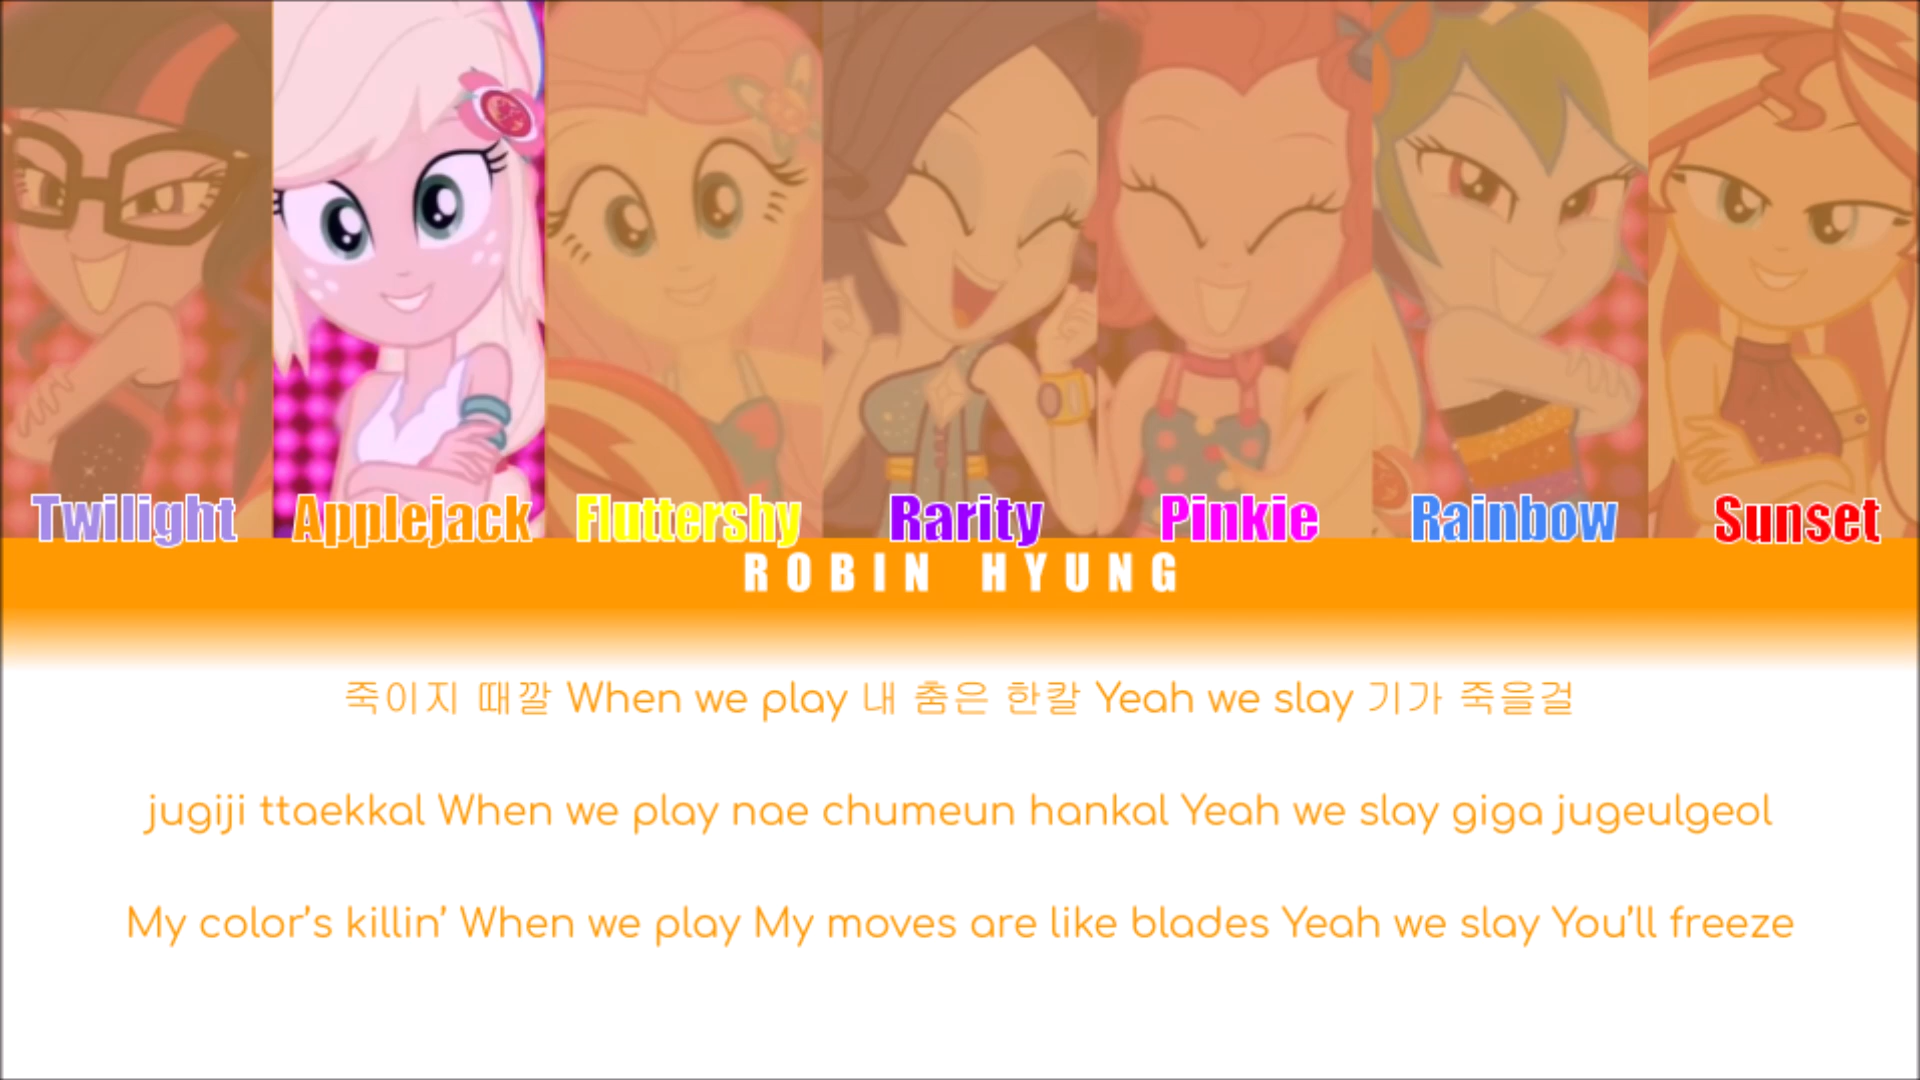 Twilight Applejack Fluttershy Rarity Pinkie Rainbow Sunset
ROBIN HYUNG
죽이지 때깔 When we play 내 춤은 한칼 Yeah we slay 기가 죽을걸
jugiji ttaekkal When we play nae chumeun hankal Yeah we slay giga jugeulgeol
My color's killin' When we play My moves are like blades Yeah we slay You'll freeze